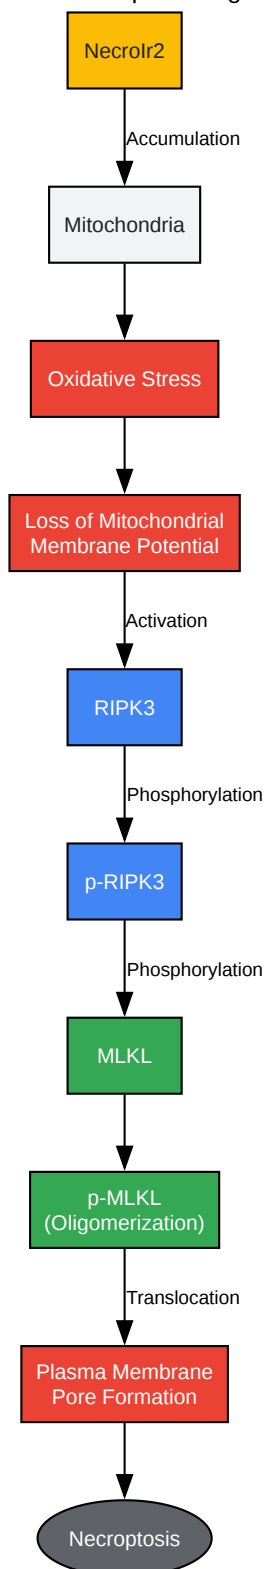 NecroIr2
Accumulation
Mitochondria
Oxidative Stress
Loss of Mitochondrial
Membrane Potential
Activation
RIPK3
Phosphorylation
p-RIPK3
Phosphorylation
MLKL
p-MLKL
(Oligomerization)
Translocation
Plasma Membrane
Pore Formation
Necroptosis